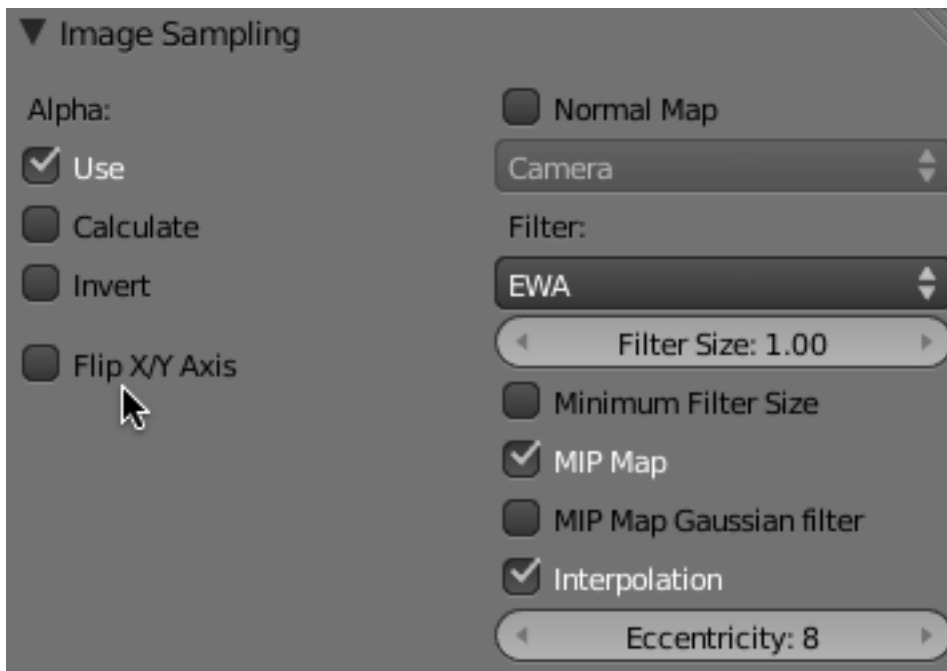 Image Sampling
Alpha:
Use
Calculate
Invert
Flip X/Y Axis
Normal Map
Camera
Filter:
EWA
Filter Size: 1.00
Minimum Filter Size
MIP Map
MIP Map Gaussian filter
Interpolation
Eccentricity: 8